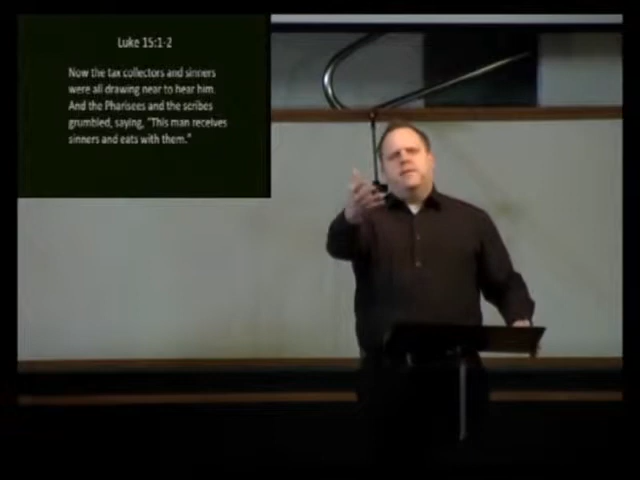 Luke 15:1-2
Now the tax collectors and sinners
were all drawing near to hear him.
And the Pharisees and the scribes
grumbled, saying, "This man receives
sinners and eats with them."